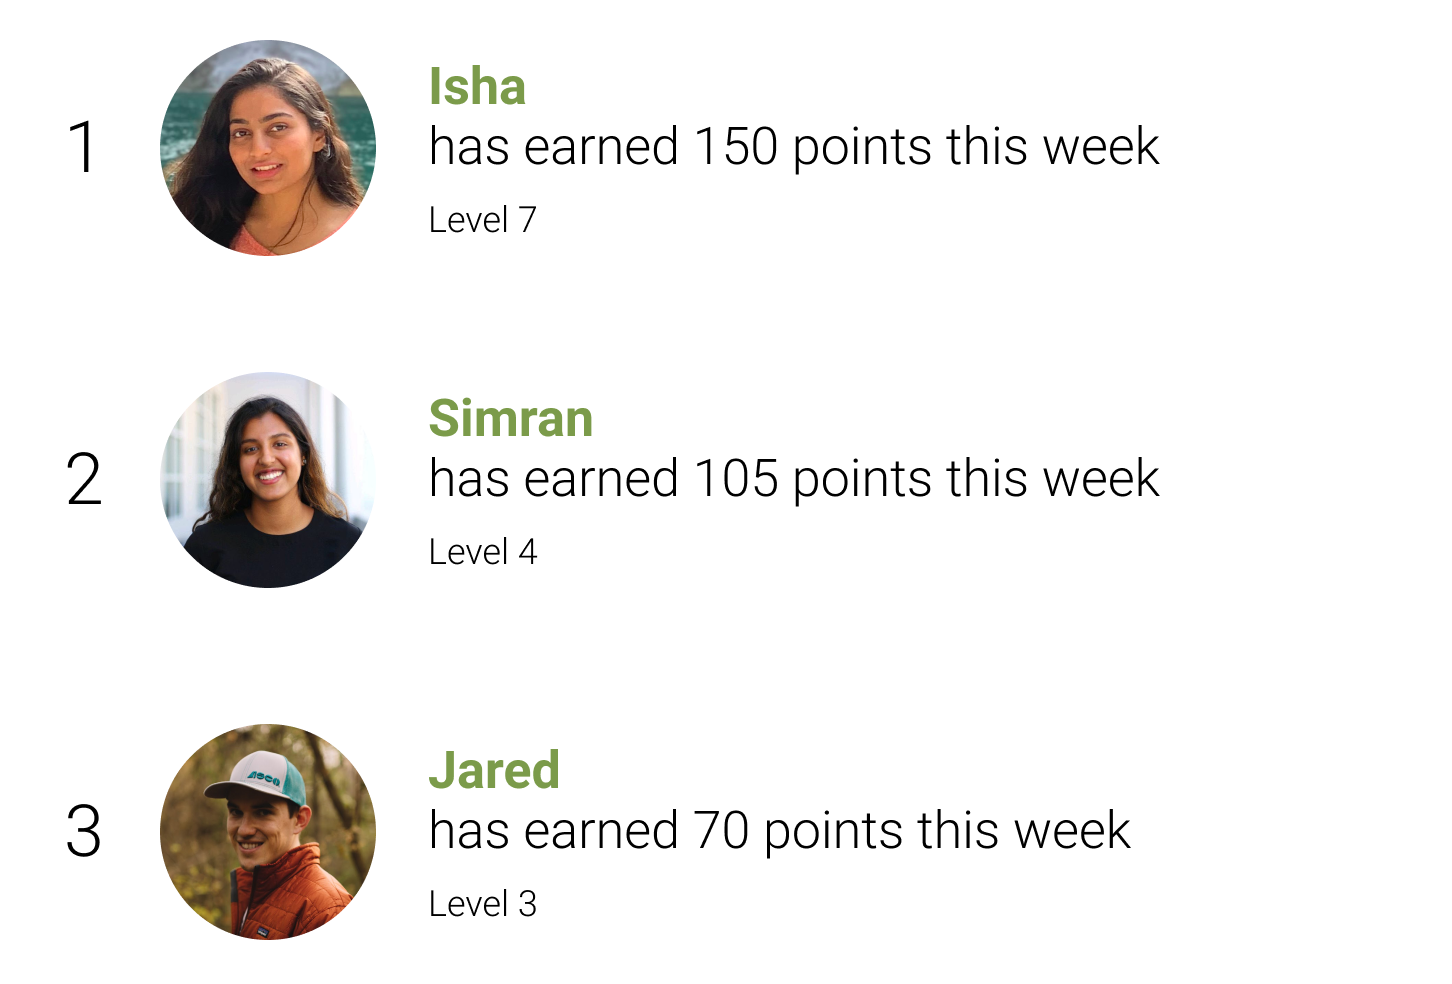 1
Isha
has earned 150 points this week
Level 7
2
Simran
has earned 105 points this week
Level 4
3
Jared
has earned 70 points this week
Level 3